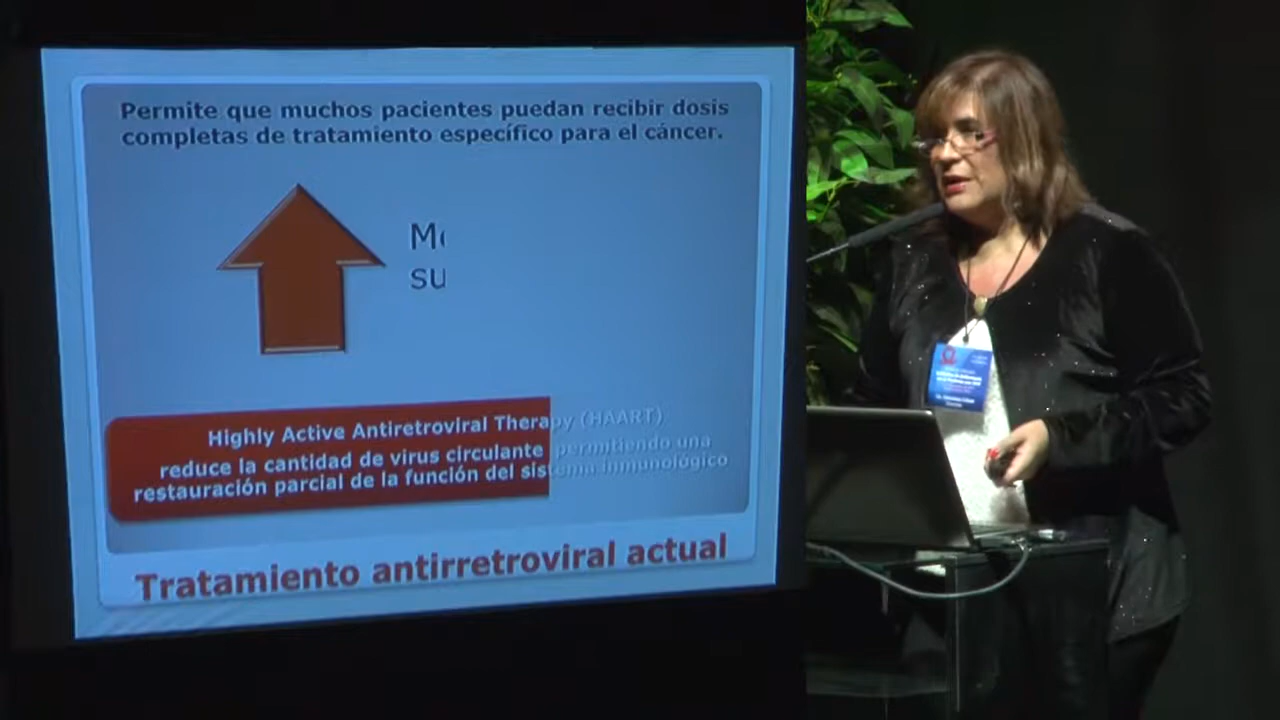 Permite que muchos pacientes puedan recibir dosis
completas de tratamiento específico para el cáncer.
su
Highly Active Antiretroviral Therapy (HAART)
reduce la cantidad de virus circulante permitiendo una
restauración parcial de la función del sistema inmunológico
Tratamiento antirretroviral actual